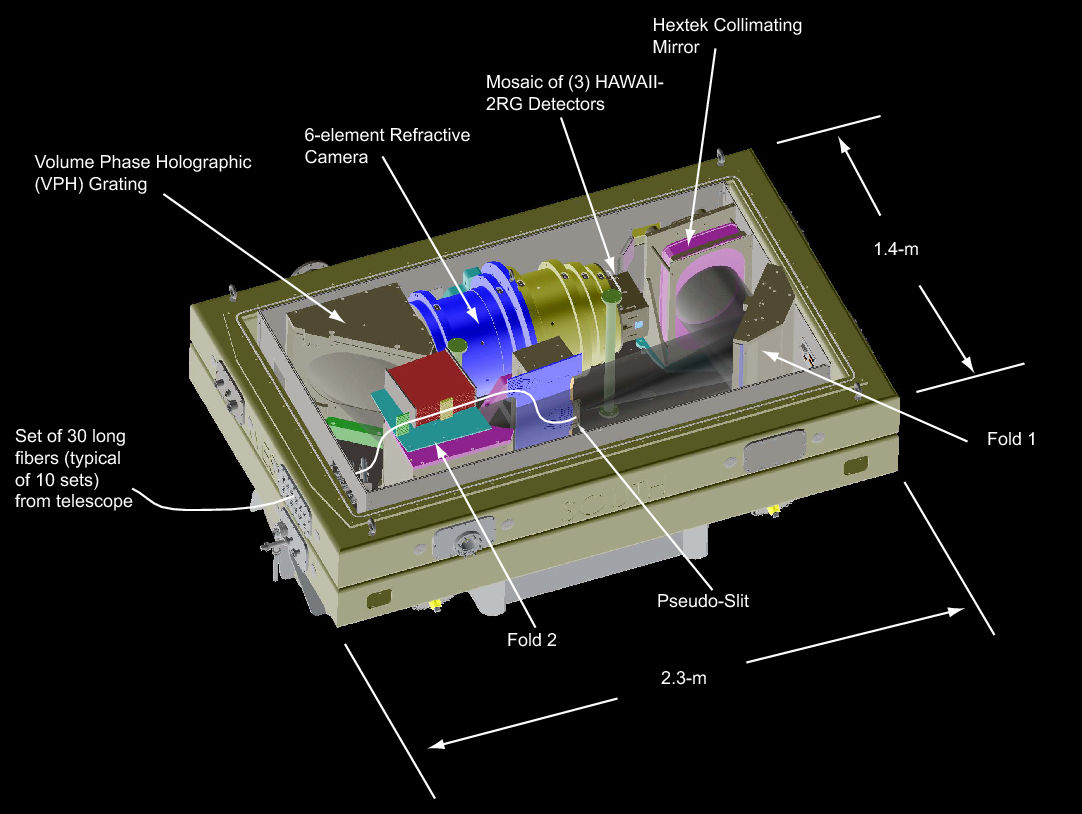 Hextek Collimating
Mirror
Mosaic of (3) HAWAII-
2RG Detectors
6-element Refractive
Camera
Volume Phase Holographic
(VPH) Grating
1.4-m
Fold 1
Set of 30 long
fibers (typical
of 10 sets)
from telescope
Pseudo-Slit
Fold 2
2.3-m